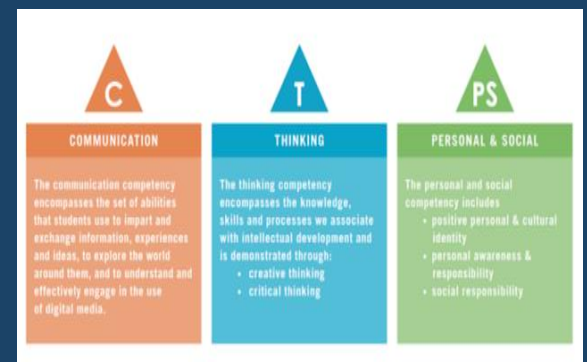 C
COMMUNICATION
The communication competency
encompasses the set of abilities
that students use to impart and
exchange information, experiences
and ideas, to explore the world
around them, and to understand and
effectively engage in the use
of digital media.
T
THINKING
The thinking competency
encompasses the knowledge,
skills and processes we associate
with intellectual development and
is demonstrated through:
• creative thinking
• critical thinking
PS
PERSONAL & SOCIAL
The personal and social
competency includes
• positive personal & cultural
identity
• personal awareness &
responsibility
• social responsibility